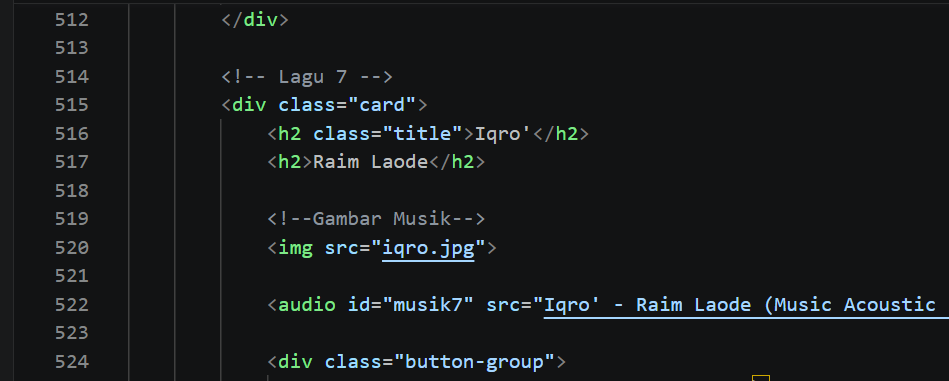 512 </div>
513
514 <!-- Lagu 7 -->
515 <div class="card">
516 <h2 class="title">Iqro'</h2>
517 <h2>Raim Laode</h2>
518
519 <!--Gambar Musik-->
520 <img src="iqro.jpg">
521
522 <audio id="musik7" src="Iqro' - Raim Laode (Music Acoustic
523
524 <div class="button-group">